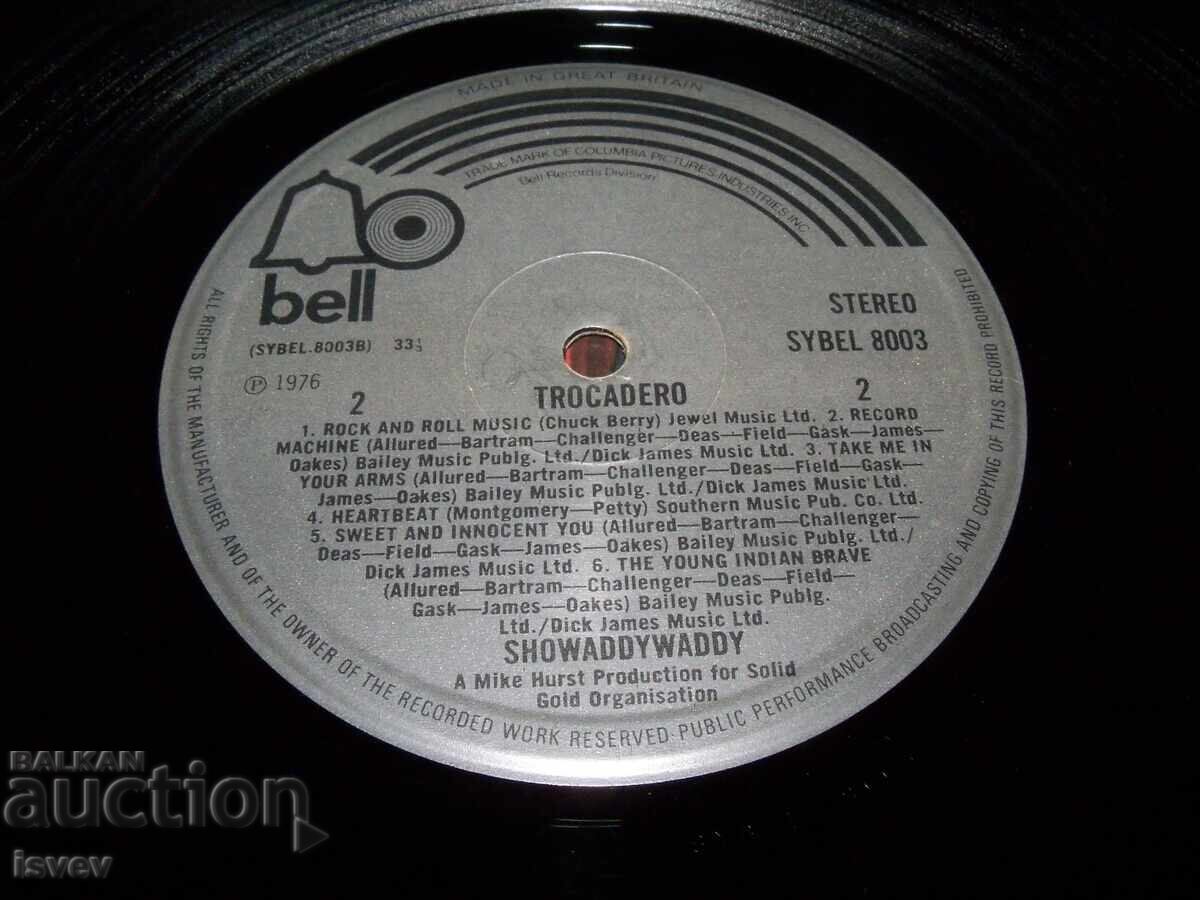 MADE IN GREAT BRITAIN
TRADE MARK OF COLUMBIA PICTURES INDUSTRIES INC.
Bell Records Division
bell
STEREO
SYBEL 8003
(SYBEL.8003B) 33⅓
℗ 1976
2 TROCADERO 2
1. ROCK AND ROLL MUSIC (Chuck Berry) Jewel Music Ltd. 2. RECORD
MACHINE (Allured—Bartram—Challenger—Deas—Field—Gask—James—
Oakes) Bailey Music Publg. Ltd./Dick James Music Ltd. 3. TAKE ME IN
YOUR ARMS (Allured—Bartram—Challenger—Deas—Field—Gask—
James—Oakes) Bailey Music Publg. Ltd./Dick James Music Ltd.
4. HEARTBEAT (Montgomery—Petty) Southern Music Pub. Co. Ltd.
5. SWEET AND INNOCENT YOU (Allured—Bartram—Challenger—
Deas—Field—Gask—James—Oakes) Bailey Music Publg. Ltd./
Dick James Music Ltd. 6. THE YOUNG INDIAN BRAVE
(Allured—Bartram—Challenger—Deas—Field—
Gask—James—Oakes) Bailey Music Publg.
Ltd./Dick James Music Ltd.
SHOWADDYWADDY
A Mike Hurst Production for Solid
Gold Organisation
ALL RIGHTS OF THE MANUFACTURER AND OF THE OWNER OF THE RECORDED WORK RESERVED·PUBLIC PERFORMANCE BROADCASTING AND COPYING OF THIS RECORD PROHIBITED
BALKAN
auction
isvev